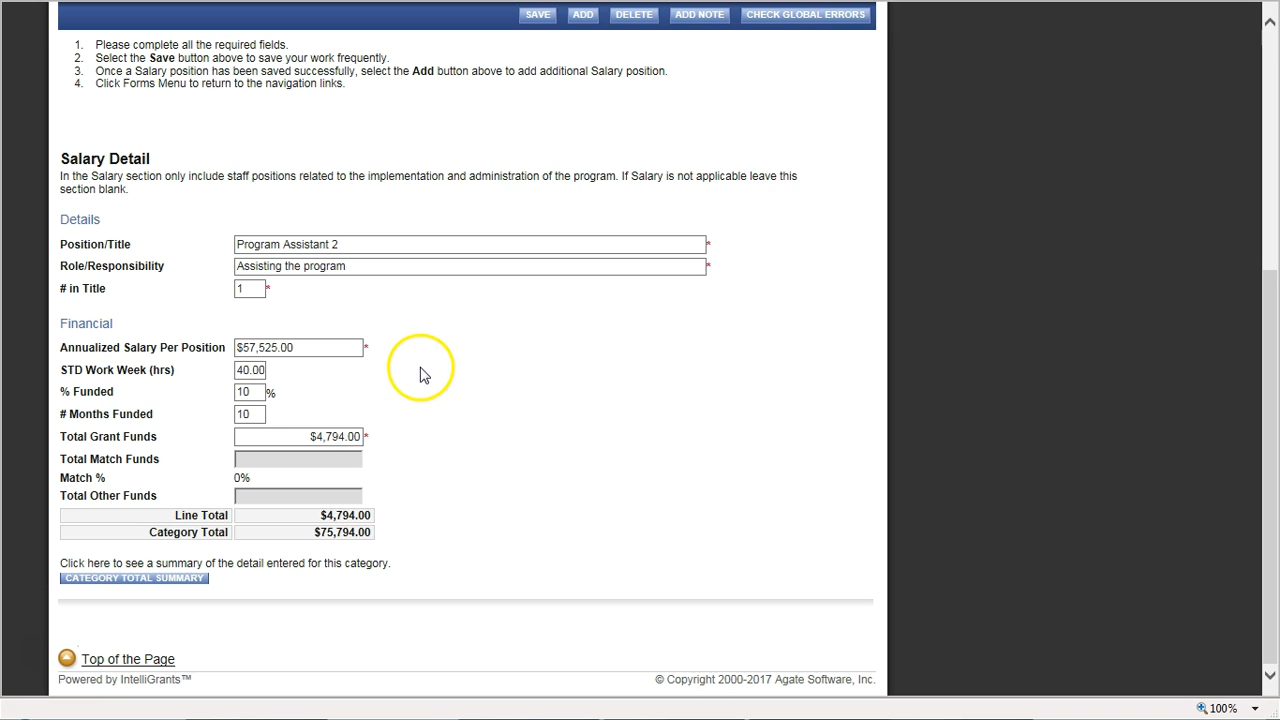 SAVE ADD DELETE ADD NOTE CHECK GLOBAL ERRORS
1. Please complete all the required fields.
2. Select the Save button above to save your work frequently.
3. Once a Salary position has been saved successfully, select the Add button above to add additional Salary position.
4. Click Forms Menu to return to the navigation links.
Salary Detail
In the Salary section only include staff positions related to the implementation and administration of the program. If Salary is not applicable leave this
section blank.
Details
Position/Title Program Assistant 2 *
Role/Responsibility Assisting the program *
# in Title 1 *
Financial
Annualized Salary Per Position $57,525.00 *
STD Work Week (hrs) 40.00
% Funded 10 %
# Months Funded 10
Total Grant Funds $4,794.00 *
Total Match Funds
Match % 0%
Total Other Funds
Line Total $4,794.00
Category Total $75,794.00
Click here to see a summary of the detail entered for this category.
CATEGORY TOTAL SUMMARY
Top of the Page
Powered by IntelliGrants™ © Copyright 2000-2017 Agate Software, Inc.
100%